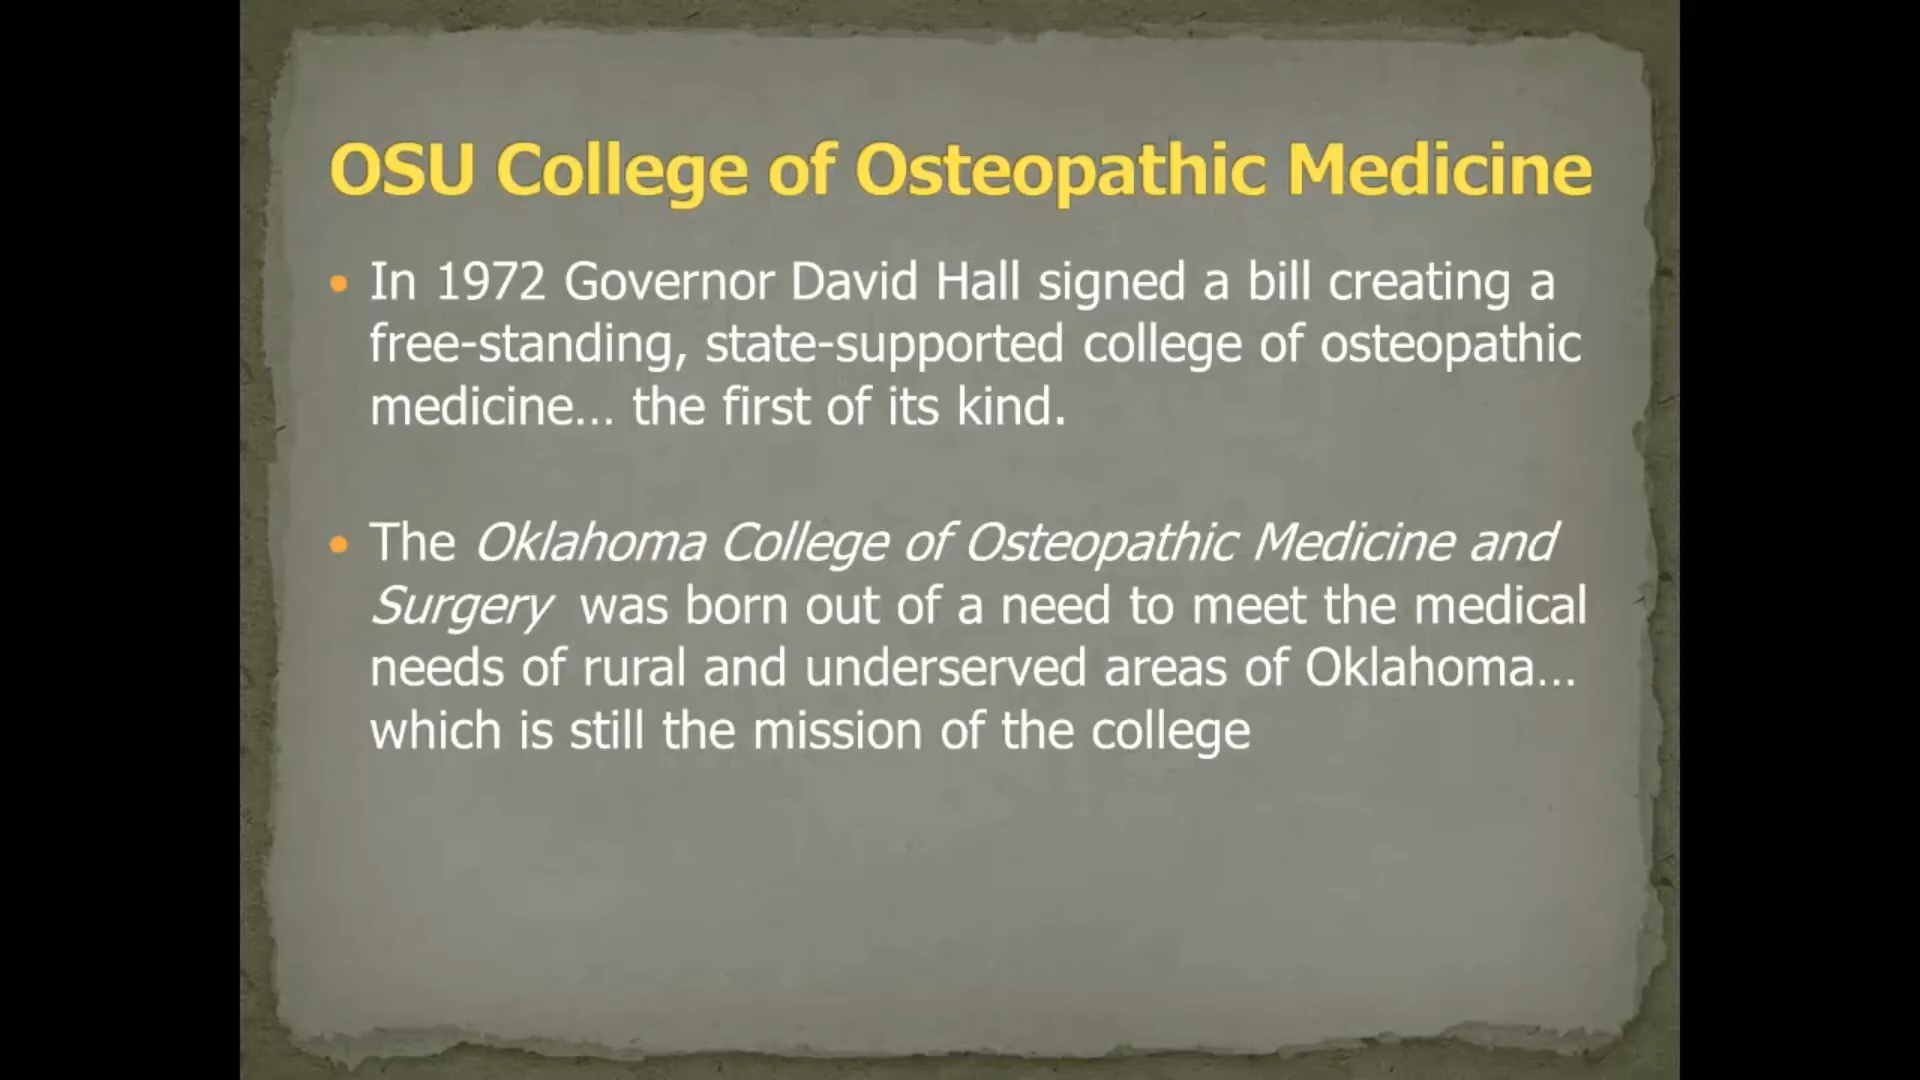 OSU College of Osteopathic Medicine
• In 1972 Governor David Hall signed a bill creating a
free-standing, state-supported college of osteopathic
medicine... the first of its kind.
• The Oklahoma College of Osteopathic Medicine and
Surgery was born out of a need to meet the medical
needs of rural and underserved areas of Oklahoma...
which is still the mission of the college